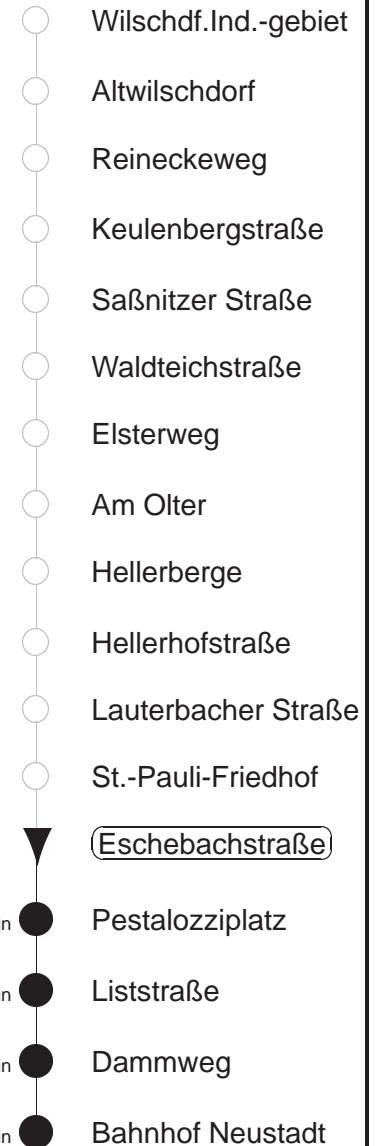 Wilschdf.Ind.-gebiet
Altwilschdorf
Reineckeweg
Keulenbergstraße
Saßnitzer Straße
Waldteichstraße
Elsterweg
Am Olter
Hellerberge
Hellerhofstraße
Lauterbacher Straße
St.-Pauli-Friedhof
Eschebachstraße
Pestalozziplatz
Liststraße
Dammweg
Bahnhof Neustadt